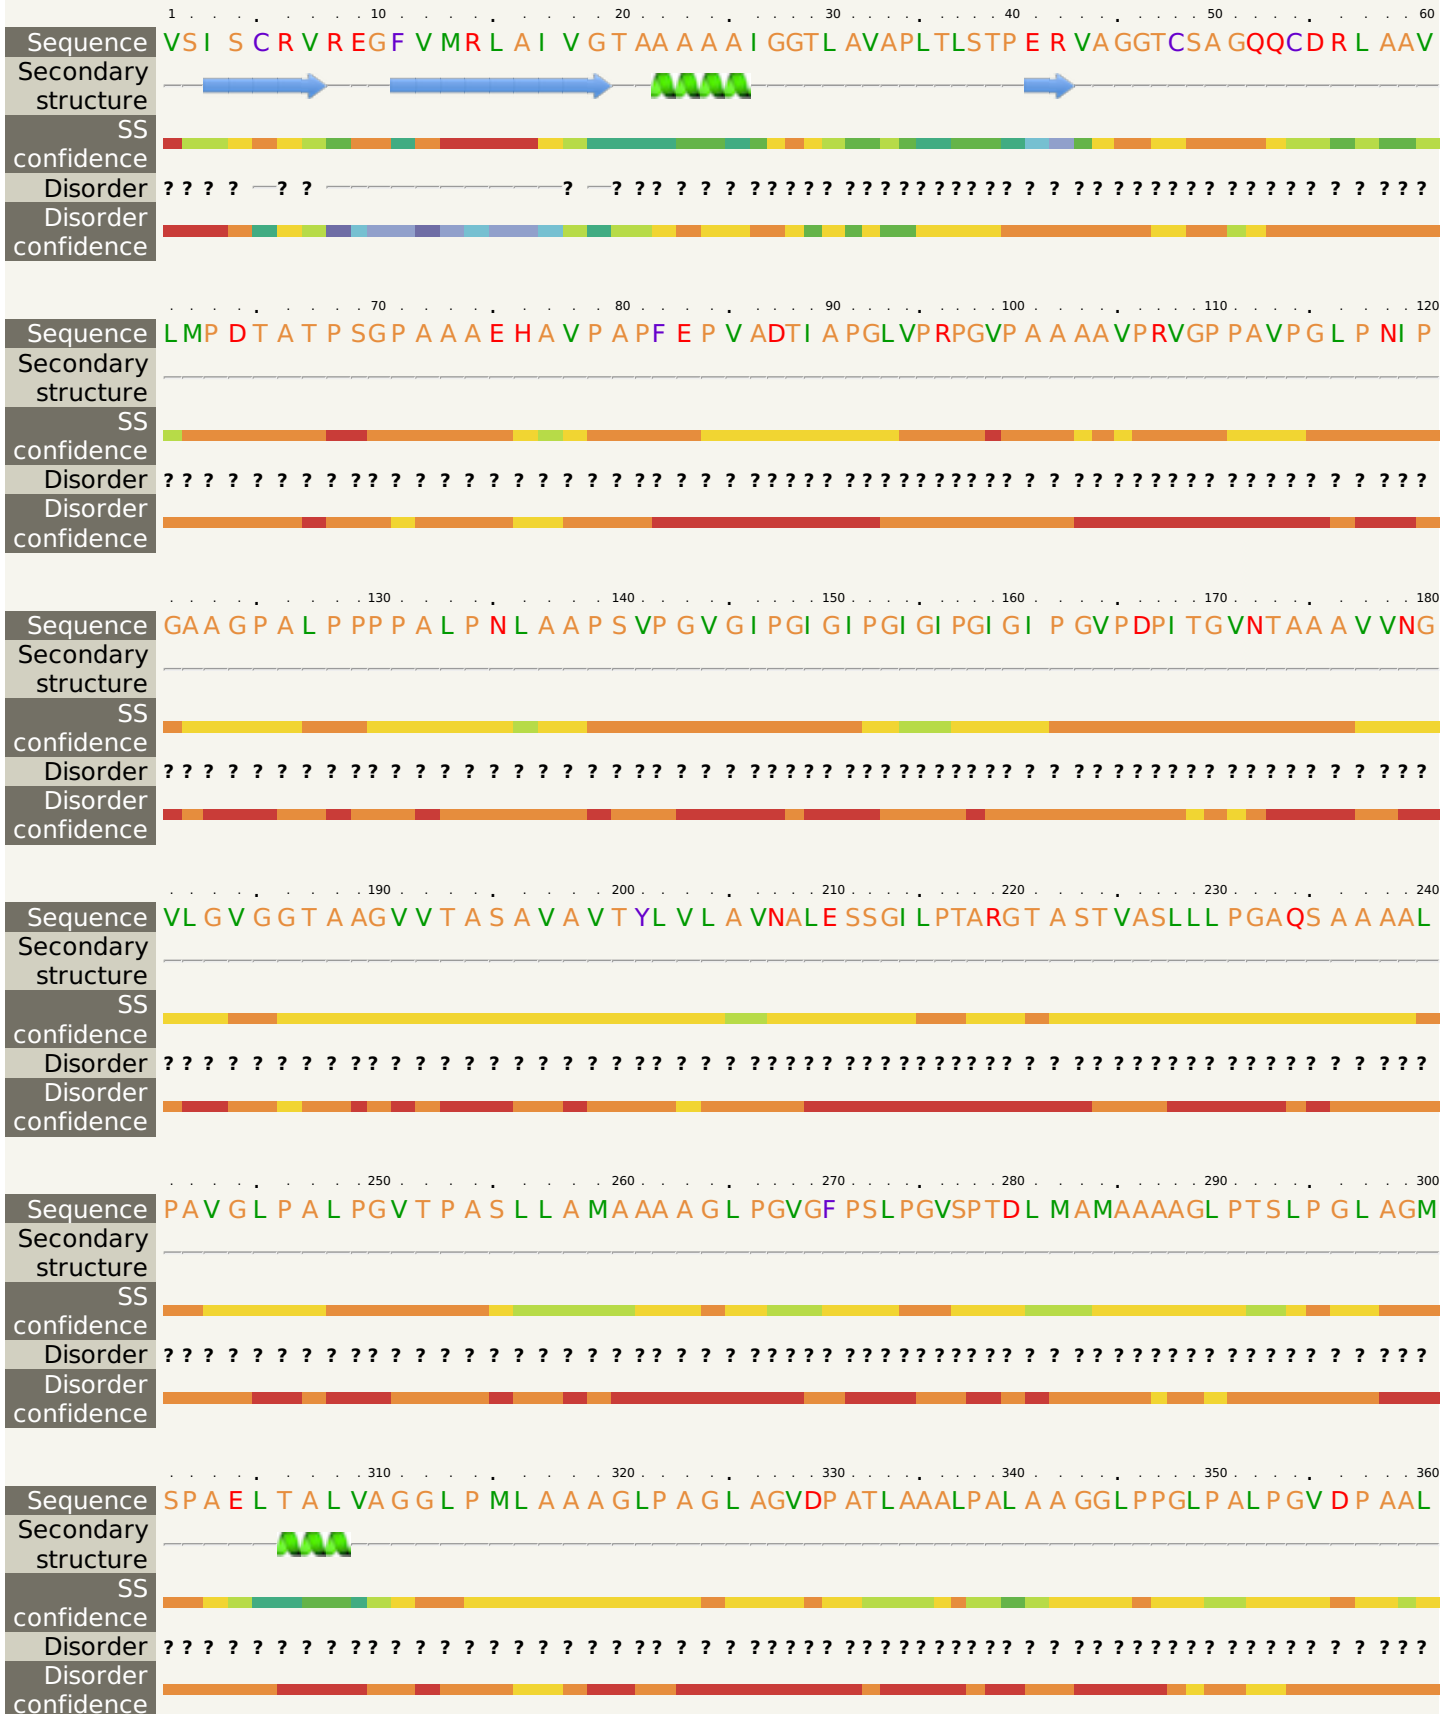 1 10 20 30 40 50 60
Sequence VSISCRVREGFVMRLAIVGTAAAAAIGGTLAVAPLTLSTPERVAGGTCSAGQQCDRLAAV
Secondary
structure
SS
confidence
Disorder ???? ?? ? ?????????????????????????????????????????
Disorder
confidence
70 80 90 100 110 120
Sequence LMPDTATPSGPAAAEHAVPAPFEPVADTIAPGLVPRPGVPAAAAVPRVGPPAVPGLPNIP
Secondary
structure
SS
confidence
Disorder ????????????????????????????????????????????????????????????
Disorder
confidence
130 140 150 160 170 180
Sequence GAAGPALPPPPALPNLAAPSVPGVGIPGIGIPGIGIPGIGIPGVPDPITGVNTAAAVVNG
Secondary
structure
SS
confidence
Disorder ????????????????????????????????????????????????????????????
Disorder
confidence
190 200 210 220 230 240
Sequence VLGVGGTAAGVVTASAVAVTYLVLAVNALESSGILPTARGTASTVASLLLPGAQSAAAAL
Secondary
structure
SS
confidence
Disorder ????????????????????????????????????????????????????????????
Disorder
confidence
250 260 270 280 290 300
Sequence PAVGLPALPGVTPASLLAMAAAAGLPGVGFPSLPGVSPTDLMAMAAAAGLPTSLPGLAGM
Secondary
structure
SS
confidence
Disorder ????????????????????????????????????????????????????????????
Disorder
confidence
310 320 330 340 350 360
Sequence SPAELTALVAGGLPMLAAAGLPAGLAGVDPATLAAALPALAAGGLPPGLPALPGVDPAAL
Secondary
structure
SS
confidence
Disorder ????????????????????????????????????????????????????????????
Disorder
confidence